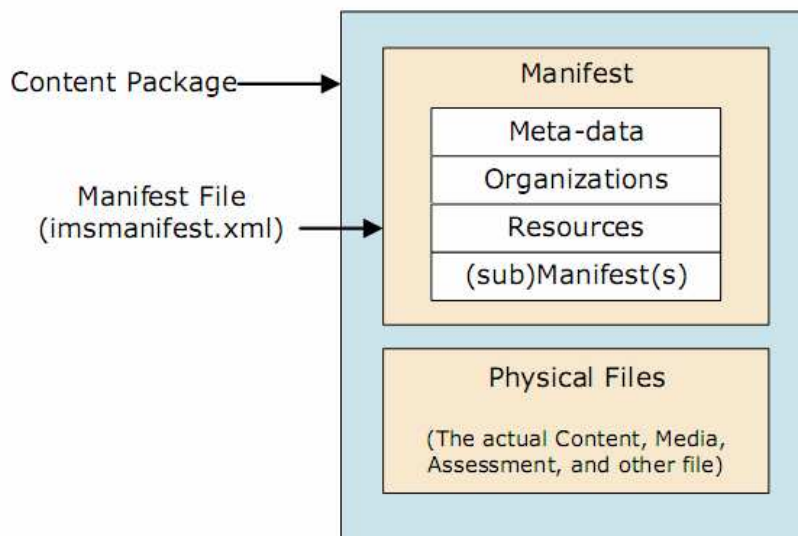 Content Package
Manifest File
(imsmanifest.xml)
Manifest
Meta-data
Organizations
Resources
(sub)Manifest(s)
Physical Files
(The actual Content, Media,
Assessment, and other file)